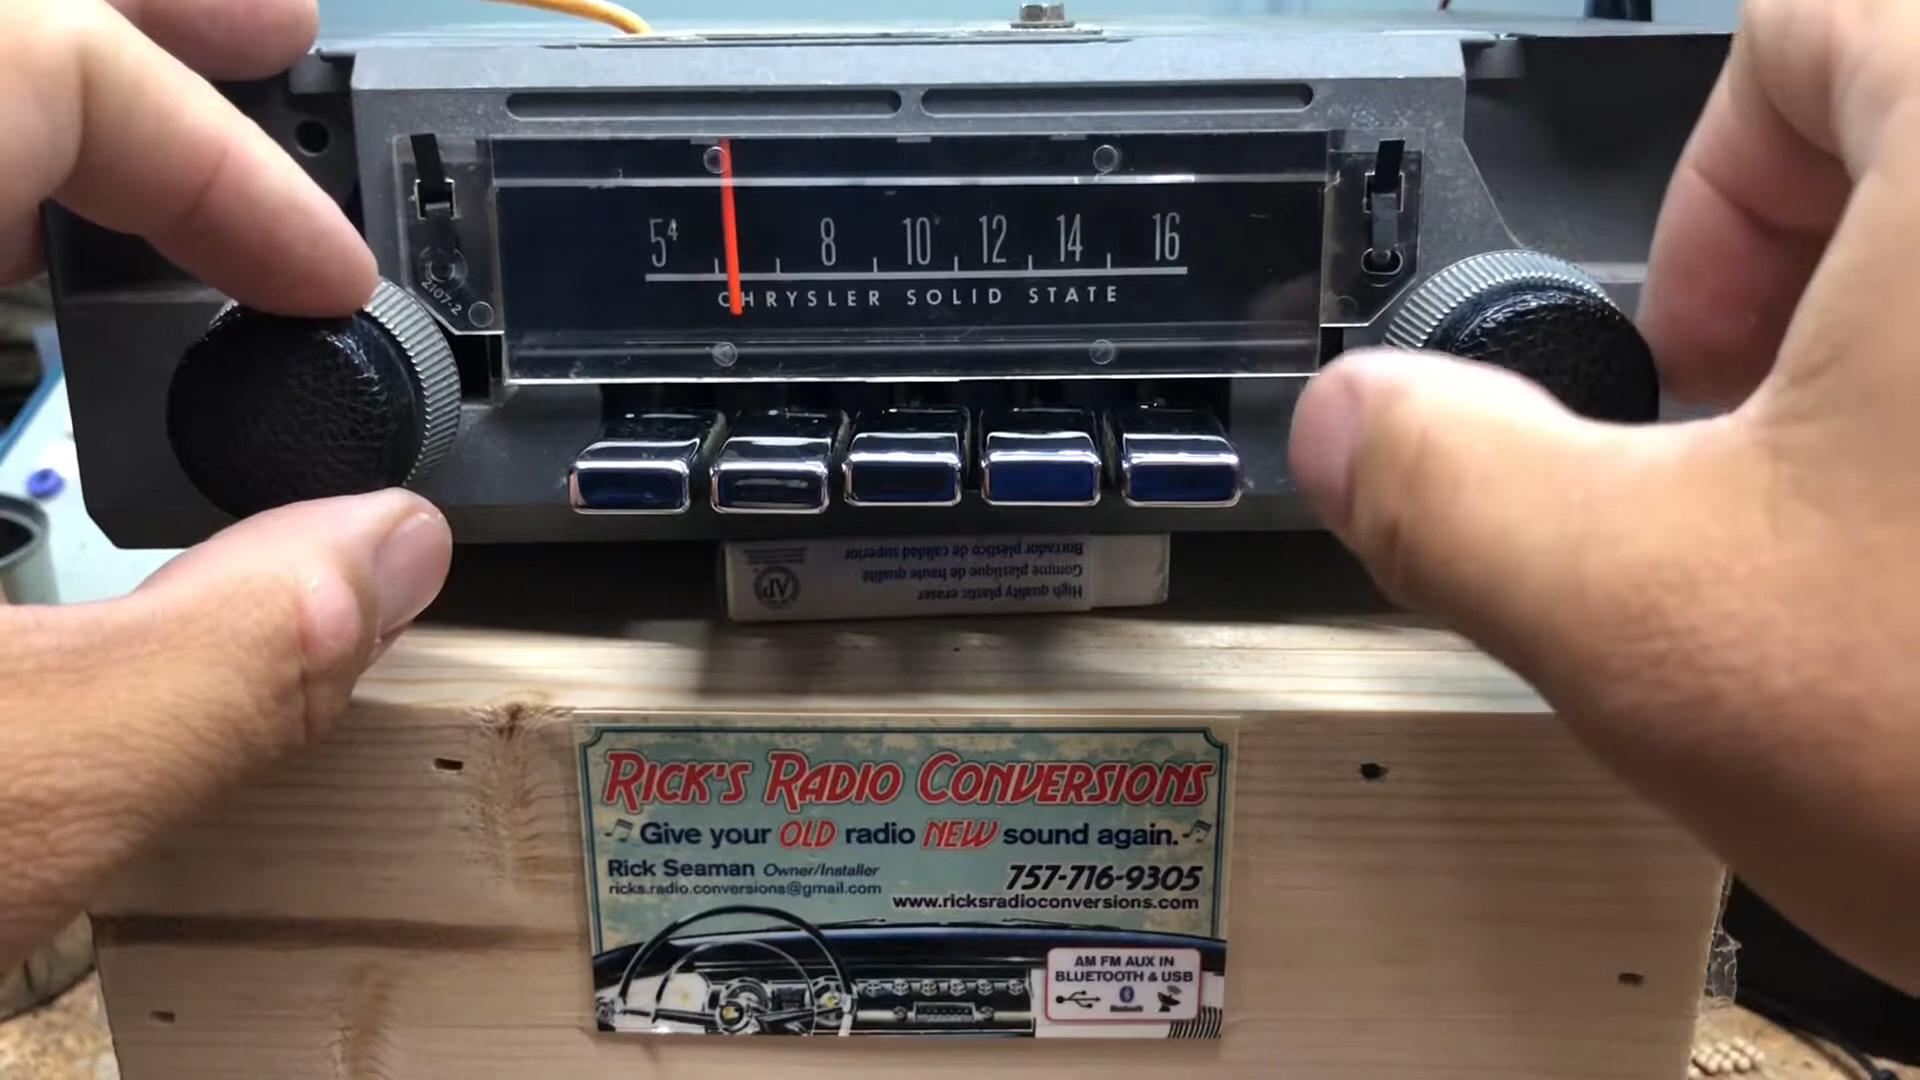 5⁴ 8 10 12 14 16
CHRYSLER SOLID STATE
2107-2
High quality plastic eraser
Gomme plastique de haute qualité
Borrador plástico de calidad superior
AP
RICK'S RADIO CONVERSIONS
Give your OLD radio NEW sound again.
Rick Seaman Owner/Installer
757-716-9305
ricks.radio.conversions@gmail.com
www.ricksradioconversions.com
AM FM AUX IN
BLUETOOTH & USB
Bluetooth